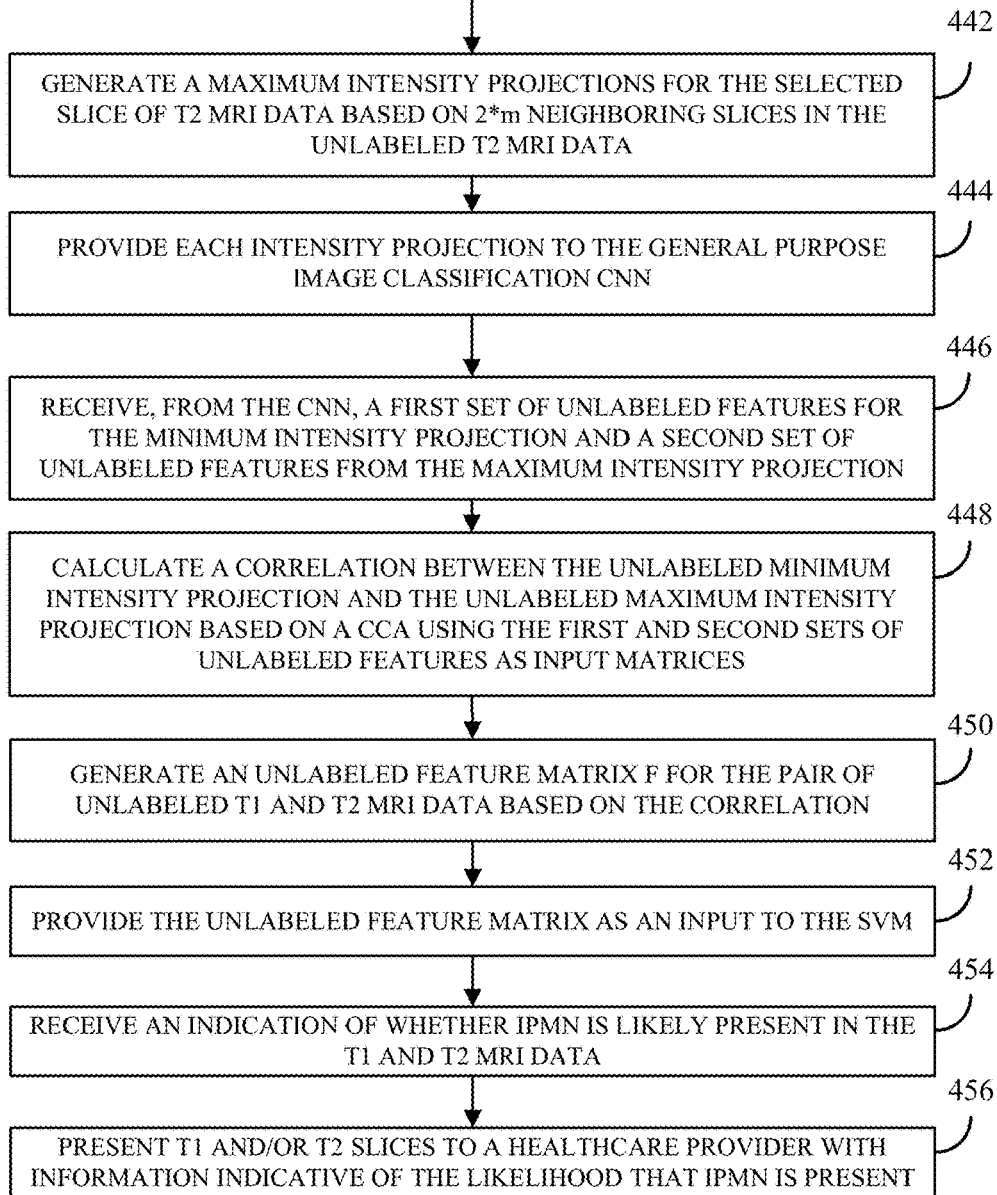 442
GENERATE A MAXIMUM INTENSITY PROJECTIONS FOR THE SELECTED
SLICE OF T2 MRI DATA BASED ON 2*m NEIGHBORING SLICES IN THE
UNLABELED T2 MRI DATA
444
PROVIDE EACH INTENSITY PROJECTION TO THE GENERAL PURPOSE
IMAGE CLASSIFICATION CNN
446
RECEIVE, FROM THE CNN, A FIRST SET OF UNLABELED FEATURES FOR
THE MINIMUM INTENSITY PROJECTION AND A SECOND SET OF
UNLABELED FEATURES FROM THE MAXIMUM INTENSITY PROJECTION
448
CALCULATE A CORRELATION BETWEEN THE UNLABELED MINIMUM
INTENSITY PROJECTION AND THE UNLABELED MAXIMUM INTENSITY
PROJECTION BASED ON A CCA USING THE FIRST AND SECOND SETS OF
UNLABELED FEATURES AS INPUT MATRICES
450
GENERATE AN UNLABELED FEATURE MATRIX F FOR THE PAIR OF
UNLABELED T1 AND T2 MRI DATA BASED ON THE CORRELATION
452
PROVIDE THE UNLABELED FEATURE MATRIX AS AN INPUT TO THE SVM
454
RECEIVE AN INDICATION OF WHETHER IPMN IS LIKELY PRESENT IN THE
T1 AND T2 MRI DATA
456
PRESENT T1 AND/OR T2 SLICES TO A HEALTHCARE PROVIDER WITH
INFORMATION INDICATIVE OF THE LIKELIHOOD THAT IPMN IS PRESENT